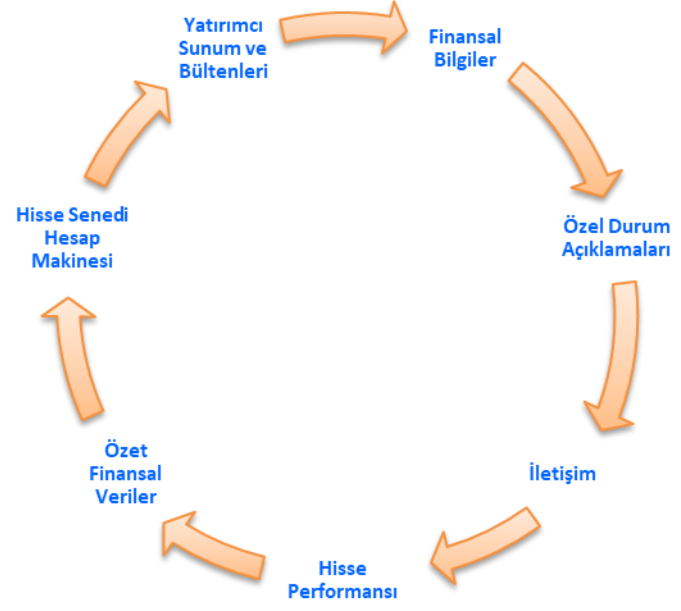 Yatırımcı
Sunum ve
Bültenleri
Finansal
Bilgiler
Özel Durum
Açıklamaları
İletişim
Hisse
Performansı
Özet
Finansal
Veriler
Hisse Senedi
Hesap
Makinesi